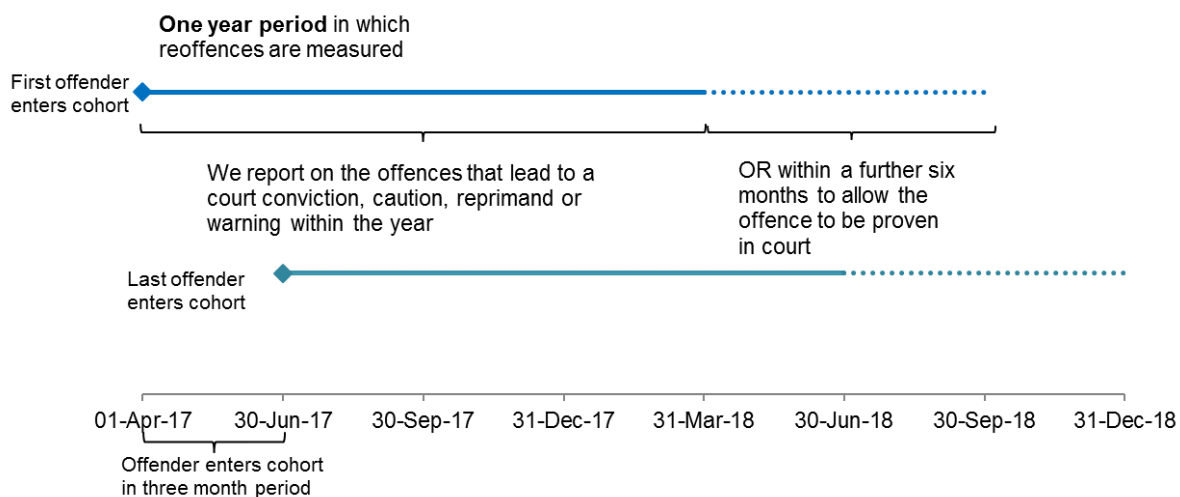 One year period in which
reoffences are measured
First offender
enters cohort
We report on the offences that lead to a
court conviction, caution, reprimand or
warning within the year
OR within a further six
months to allow the
offence to be proven
in court
Last offender
enters cohort
01-Apr-17 30-Jun-17 30-Sep-17 31-Dec-17 31-Mar-18 30-Jun-18 30-Sep-18 31-Dec-18
Offender enters cohort
in three month period